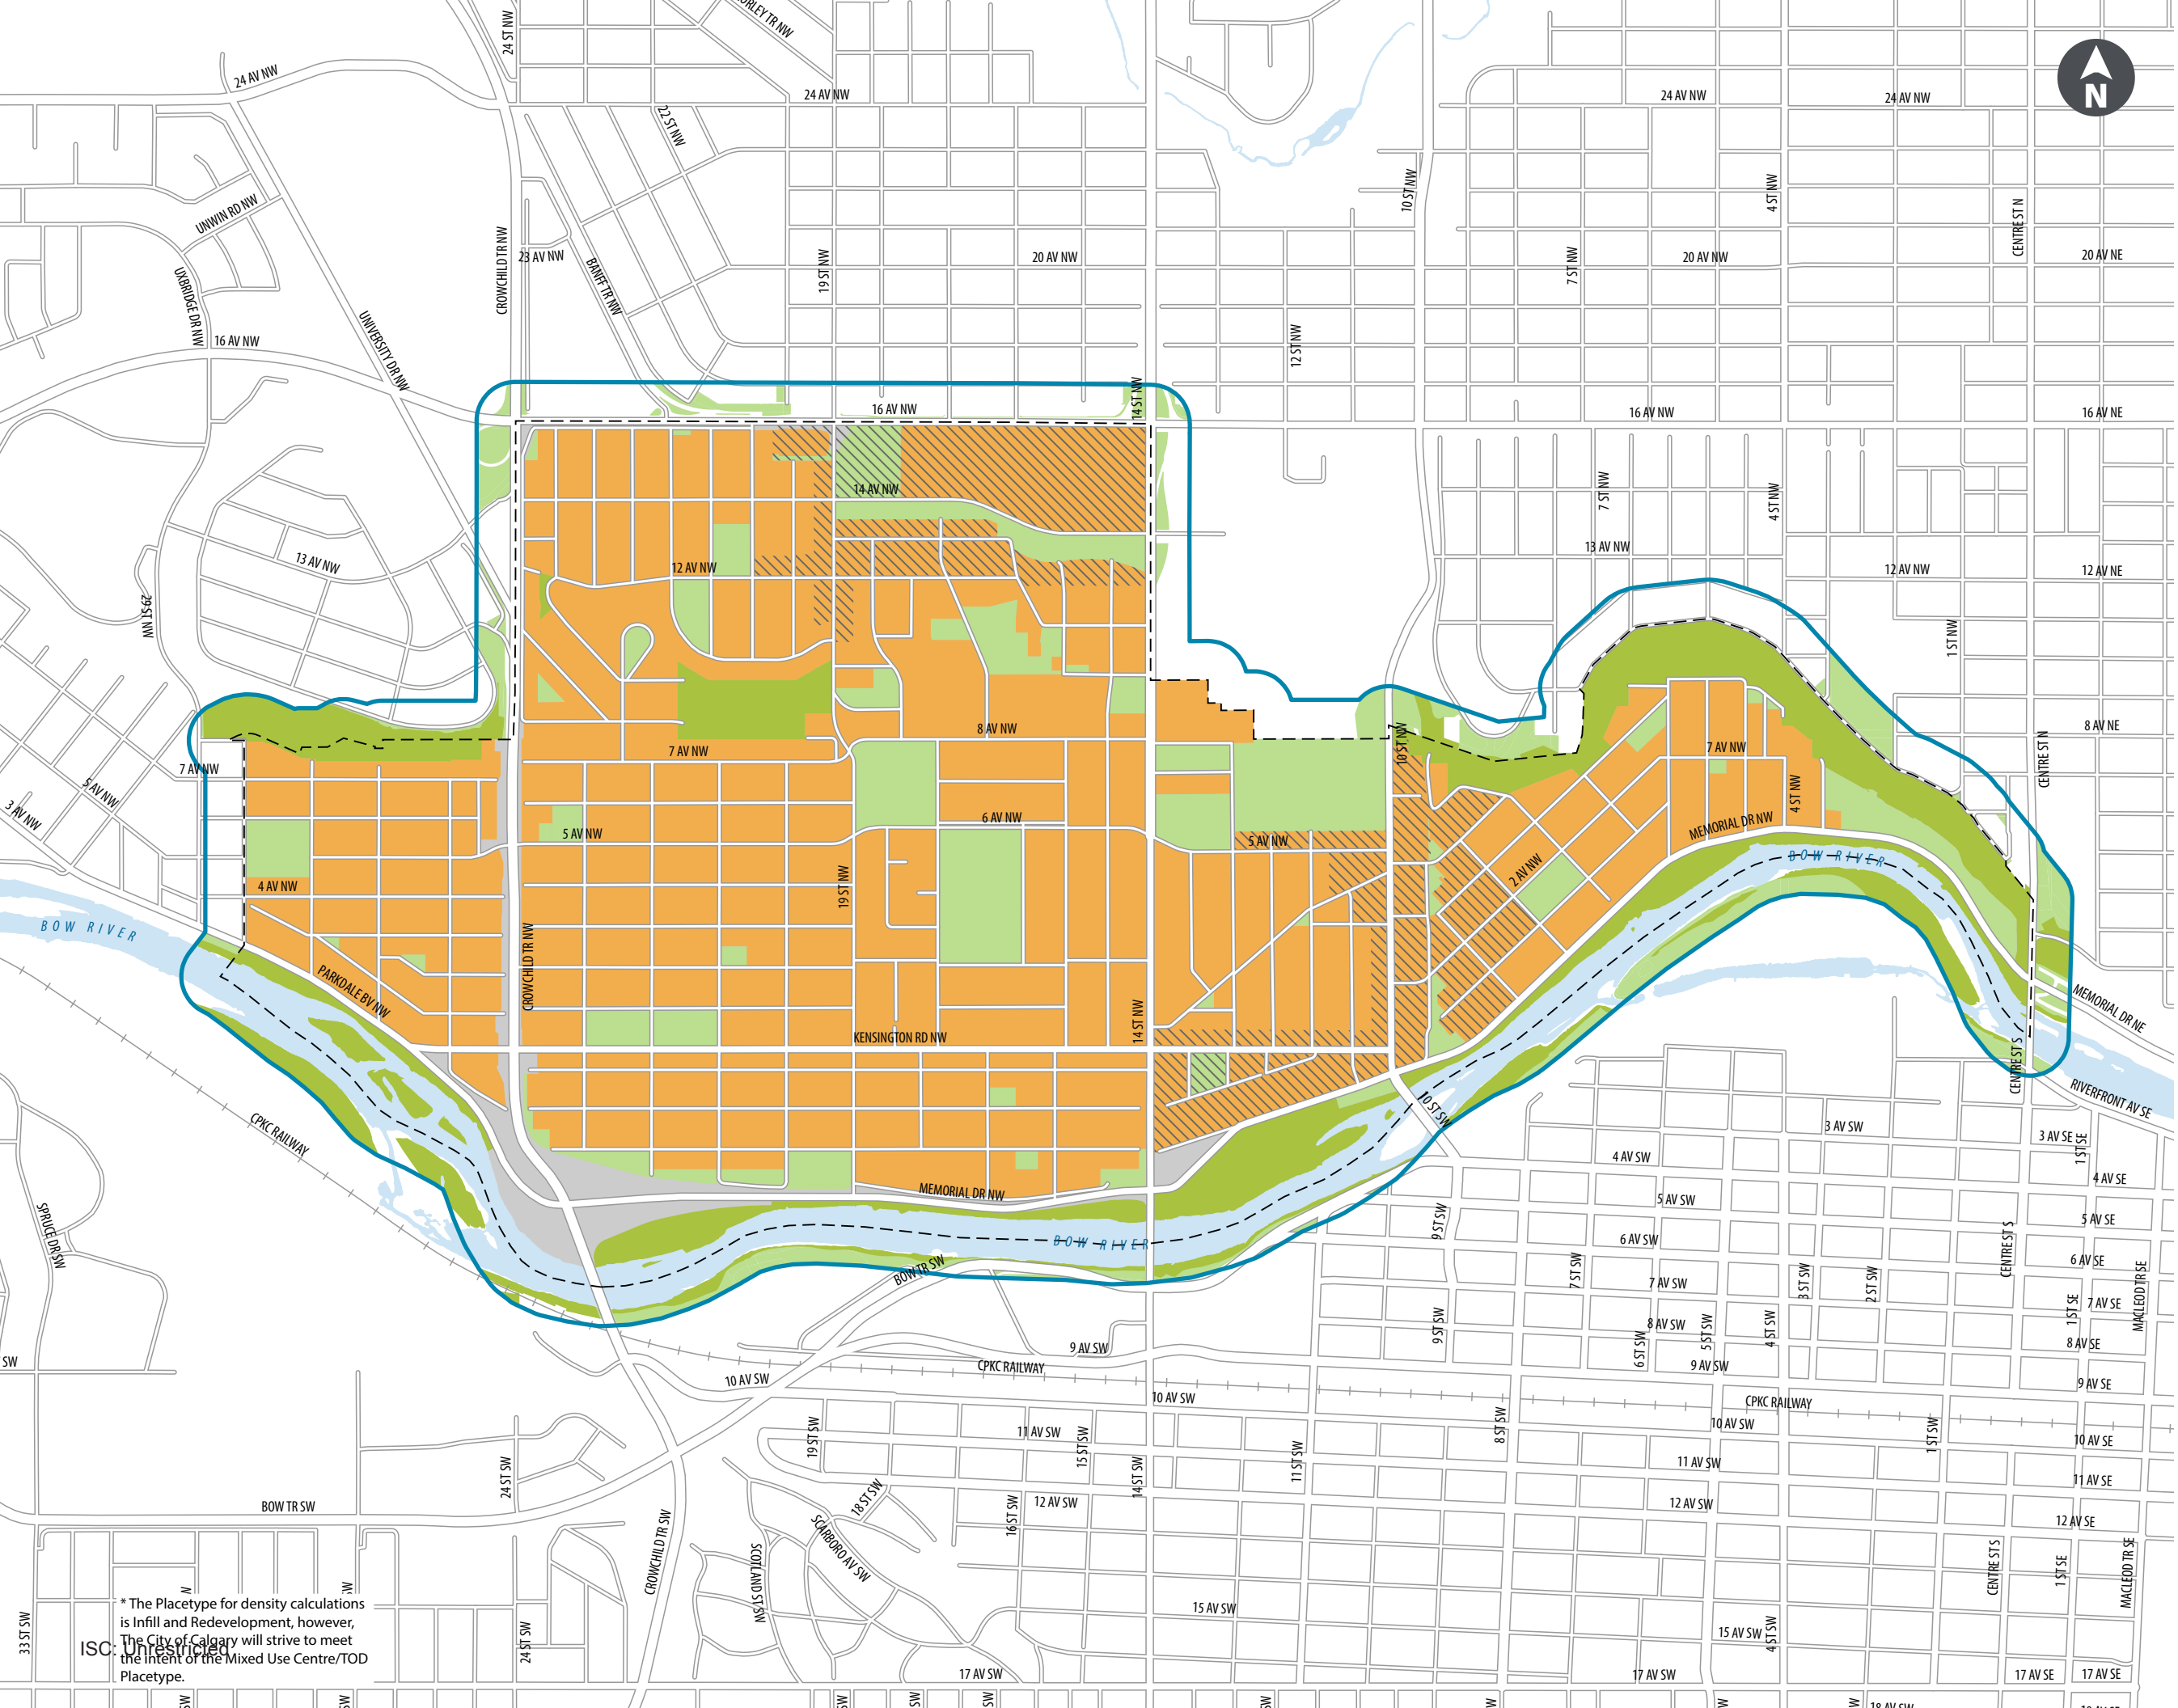 24 ST NW
MORLEY TR NW
24 AV NW
24 AV NW
24 AV NW
24 AV NW
N
22 ST NW
UNWIN RD NW
10 ST NW
4 ST NW
CENTRE ST N
CROWCHILD TR NW
23 AV NW
BANFF TR NW
19 ST NW
20 AV NW
7 ST NW
20 AV NW
20 AV NE
UXBRIDGE DR NW
UNIVERSITY DR NW
16 AV NW
12 ST NW
14 ST NW
16 AV NW
16 AV NW
16 AV NE
14 AV NW
7 ST NW
4 ST NW
13 AV NW
13 AV NW
12 AV NW
12 AV NW
12 AV NE
29 ST NW
1 ST NW
8 AV NW
8 AV NE
10 ST NW
7 AV NW
7 AV NW
7 AV NW
CENTRE ST N
5 AV NW
3 AV NW
4 ST NW
6 AV NW
5 AV NW
5 AV NW
MEMORIAL DR NW
BOW RIVER
2 AV NW
4 AV NW
19 ST NW
BOW RIVER
CROWCHILD TR NW
PARKDALE BV NW
14 ST NW
KENSINGTON RD NW
MEMORIAL DR NE
CENTRE ST S
RIVERFRONT AV SE
CPKC RAILWAY
10 ST SW
3 AV SW
3 AV SE
1 ST SE
4 AV SW
4 AV SE
MEMORIAL DR NW
5 AV SW
5 AV SE
SPRUCE DR SW
9 ST SW
BOW RIVER
6 AV SW
CENTRE ST S
6 AV SE
BOW TR SW
7 ST SW
7 AV SW
3 ST SW
2 ST SW
1 ST SE
7 AV SE
MACLEOD TR SE
9 ST SW
8 AV SW
6 ST SW
5 ST SW
4 ST SW
8 AV SE
SW
9 AV SW
CPKC RAILWAY
9 AV SW
10 AV SW
9 AV SE
10 AV SW
CPKC RAILWAY
10 AV SW
19 ST SW
11 AV SW
15 ST SW
8 ST SW
1 ST SW
10 AV SE
24 ST SW
14 ST SW
11 ST SW
11 AV SW
11 AV SE
BOW TR SW
18 ST SW
12 AV SW
16 ST SW
12 AV SW
12 AV SE
CROWCHILD TR SW
SCOTLAND ST SW
SCARBORO AV SW
CENTRE ST S
1 ST SE
MACLEOD TR SE
W
SW
33 ST SW
* The Placetype for density calculations
is Infill and Redevelopment, however,
The City of Calgary will strive to meet
the intent of the Mixed Use Centre/TOD
Placetype.
ISC: Unrestricted
24 ST SW
15 AV SW
15 AV SW
4 ST SW
17 AV SW
17 AV SW
17 AV SE
17 AV SE
SW
SW
SW
SW
SW
SW
SW
SW
W
18 AV SW